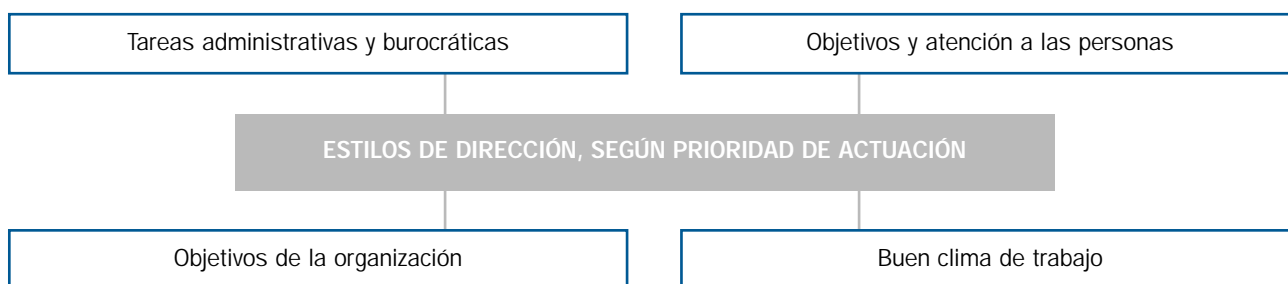 Tareas administrativas y burocráticas
Objetivos y atención a las personas
ESTILOS DE DIRECCIÓN, SEGÚN PRIORIDAD DE ACTUACIÓN
Objetivos de la organización
Buen clima de trabajo